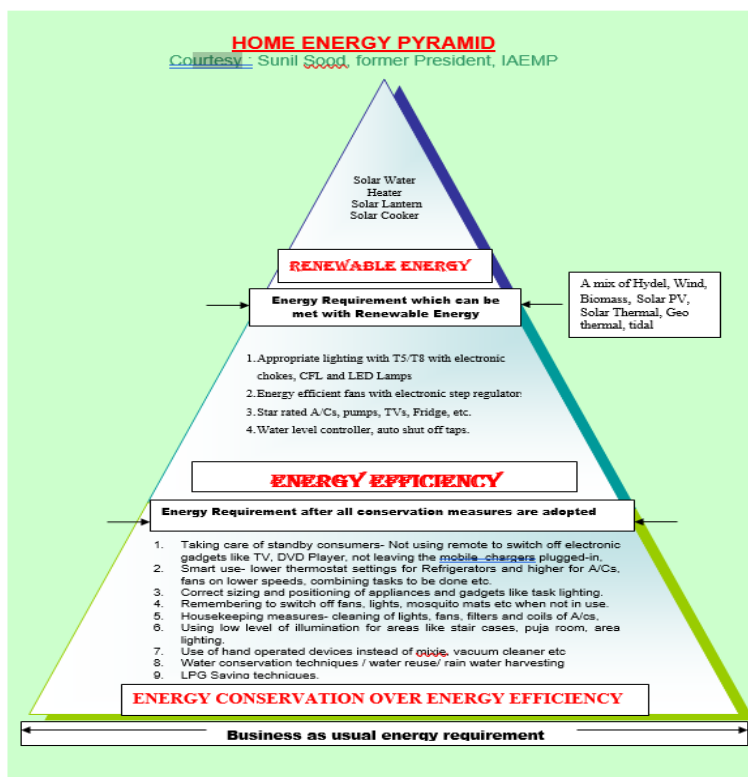 HOME ENERGY PYRAMID
Courtesy : Sunil Sood, former President, IAEMP
Solar Water
Heater
Solar Lantern
Solar Cooker
RENEWABLE ENERGY
Energy Requirement which can be
met with Renewable Energy
A mix of Hydel, Wind,
Biomass, Solar PV,
Solar Thermal, Geo
thermal, tidal
1.Appropriate lighting with T5/T8 with electronic
chokes, CFL and LED Lamps
2.Energy efficient fans with electronic step regulator
3.Star rated A/Cs, pumps, TVs, Fridge, etc.
4.Water level controller, auto shut off taps.
ENERGY EFFICIENCY
Energy Requirement after all conservation measures are adopted
1. Taking care of standby consumers- Not using remote to switch off electronic
gadgets like TV, DVD Player, not leaving the mobile chargers plugged-in,
2. Smart use- lower thermostat settings for Refrigerators and higher for A/Cs,
fans on lower speeds, combining tasks to be done etc.
3. Correct sizing and positioning of appliances and gadgets like task lighting.
4. Remembering to switch off fans, lights, mosquito mats etc when not in use.
5. Housekeeping measures- cleaning of lights, fans, filters and coils of A/cs,
6. Using low level of illumination for areas like stair cases, puja room, area
lighting.
7. Use of hand operated devices instead of mixie, vacuum cleaner etc
8. Water conservation techniques / water reuse/ rain water harvesting
9. LPG Saving techniques.
ENERGY CONSERVATION OVER ENERGY EFFICIENCY
Business as usual energy requirement